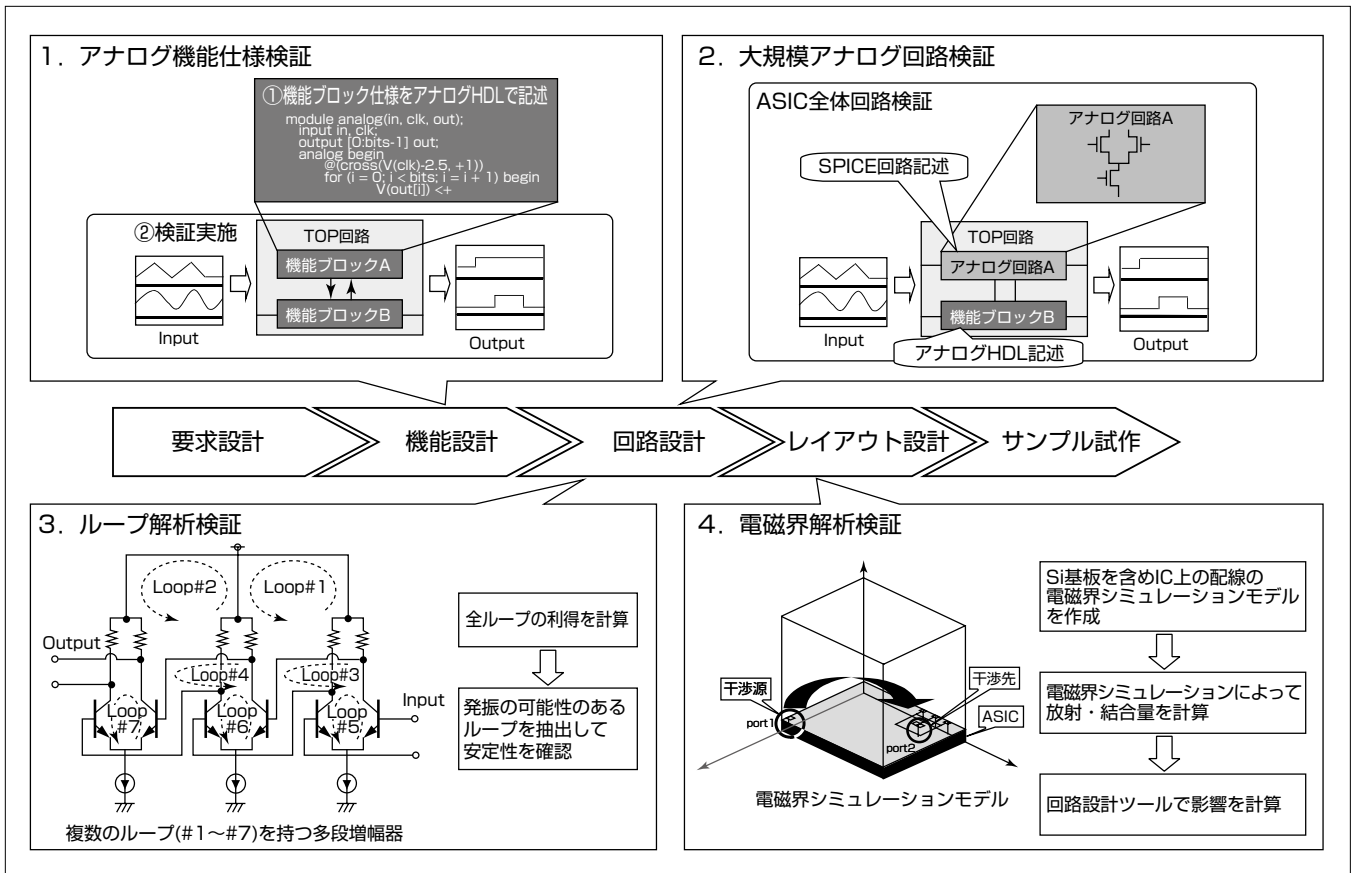 1．アナログ機能仕様検証
①機能ブロック仕様をアナログHDLで記述
module analog(in, clk, out);
input in, clk;
output [0:bits-1] out;
analog begin
@(cross(V(clk)-2.5, +1))
for (i = 0; i < bits; i = i + 1) begin
V(out[i]) <+
②検証実施
TOP回路
機能ブロックA
機能ブロックB
Input
Output
2．大規模アナログ回路検証
ASIC全体回路検証
アナログ回路A
SPICE回路記述
TOP回路
アナログ回路A
機能ブロックB
Input
Output
アナログHDL記述
要求設計
機能設計
回路設計
レイアウト設計
サンプル試作
3．ループ解析検証
Loop#2
Loop#1
Output
Loop#4
Loop#3
Input
Loop
#7
Loop
#6
Loop
#5
複数のループ(#1〜#7)を持つ多段増幅器
全ループの利得を計算
発振の可能性のある
ループを抽出して
安定性を確認
4．電磁界解析検証
干渉源
干渉先
port1
port2
ASIC
電磁界シミュレーションモデル
Si基板を含めIC上の配線の
電磁界シミュレーションモデル
を作成
電磁界シミュレーションによって
放射・結合量を計算
回路設計ツールで影響を計算